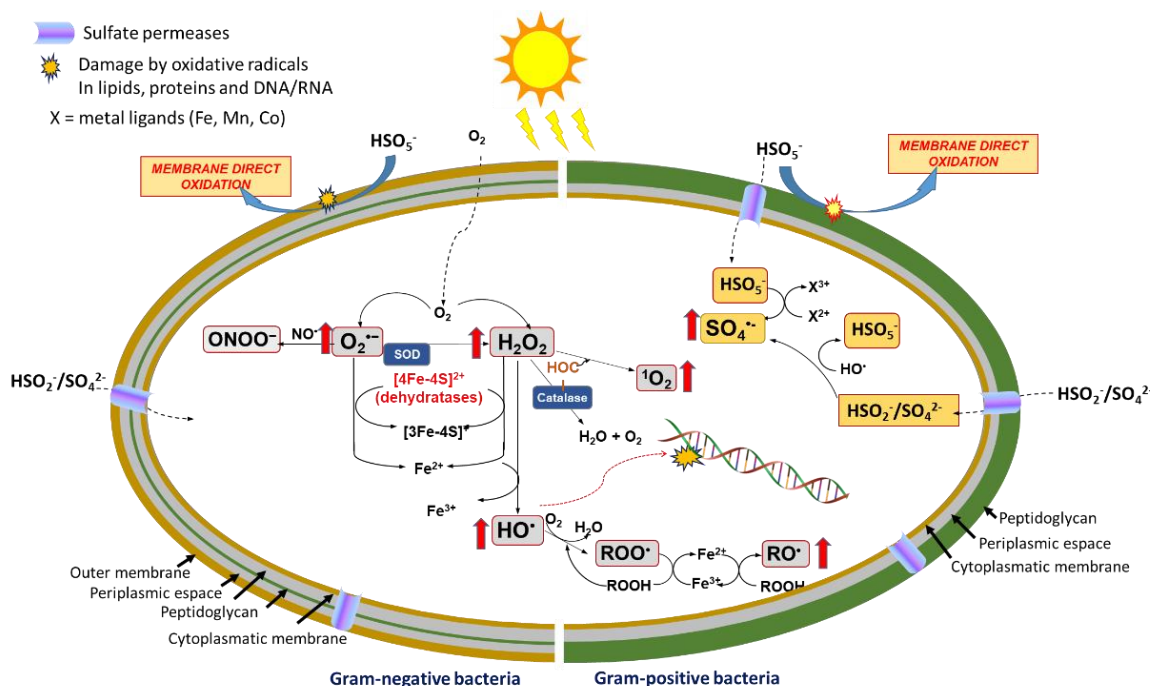 Sulfate permeases
Damage by oxidative radicals
In lipids, proteins and DNA/RNA
X = metal ligands (Fe, Mn, Co)
HSO₅⁻
O₂
HSO₅⁻
MEMBRANE DIRECT
OXIDATION
MEMBRANE DIRECT
OXIDATION
HSO₅⁻
X³⁺
X²⁺
SO₄•⁻
HSO₅⁻
HO•
O₂
ONOO⁻
NO•
O₂•⁻
SOD
H₂O₂
HOC
¹O₂
Catalase
[4Fe-4S]²⁺
(dehydratases)
[3Fe-4S]⁺
H₂O + O₂
HSO₂⁻/SO₄²⁻
HSO₂⁻/SO₄²⁻
HSO₂⁻/SO₄²⁻
Fe²⁺
Fe³⁺
HO•
O₂
H₂O
ROO•
Fe²⁺
RO•
ROOH
Fe³⁺
ROOH
Peptidoglycan
Periplasmic espace
Cytoplasmatic membrane
Outer membrane
Periplasmic espace
Peptidoglycan
Cytoplasmatic membrane
Gram-negative bacteria
Gram-positive bacteria